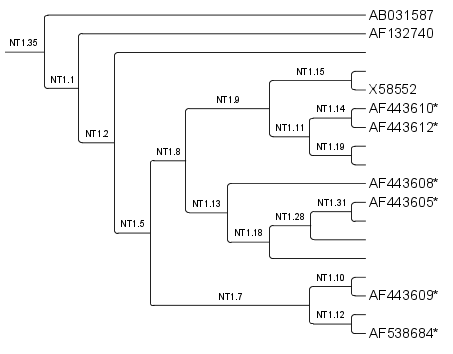 AB031587
AF132740
NT1.35
NT1.1
NT1.15
X58552
NT1.9
NT1.14
AF443610*
NT1.11
AF443612*
NT1.2
NT1.19
NT1.8
AF443608*
NT1.13
NT1.31
AF443605*
NT1.28
NT1.5
NT1.18
NT1.10
NT1.7
AF443609*
NT1.12
AF538684*